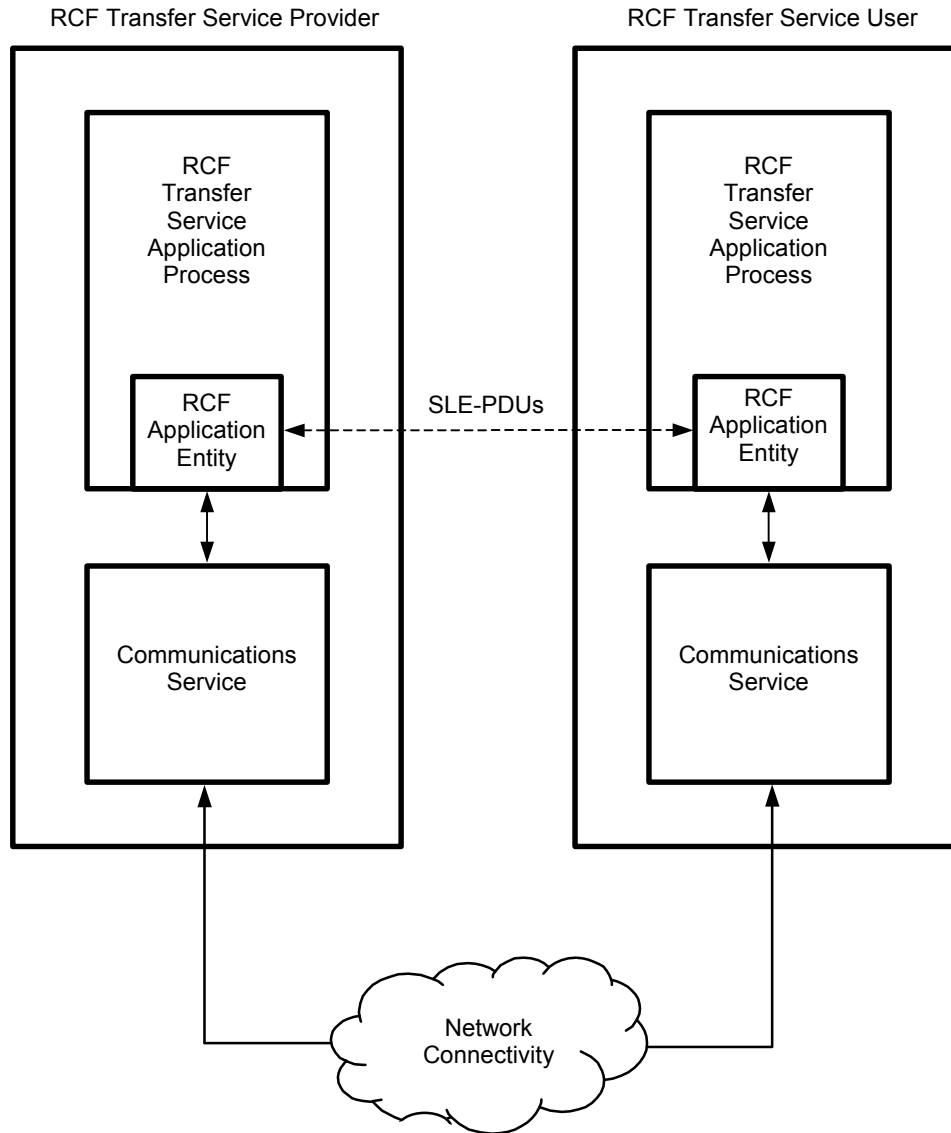 RCF Transfer Service Provider
RCF Transfer Service User
RCF
Transfer
Service
Application
Process
RCF
Application
Entity
Communications
Service
SLE-PDUs
RCF
Transfer
Service
Application
Process
RCF
Application
Entity
Communications
Service
Network
Connectivity